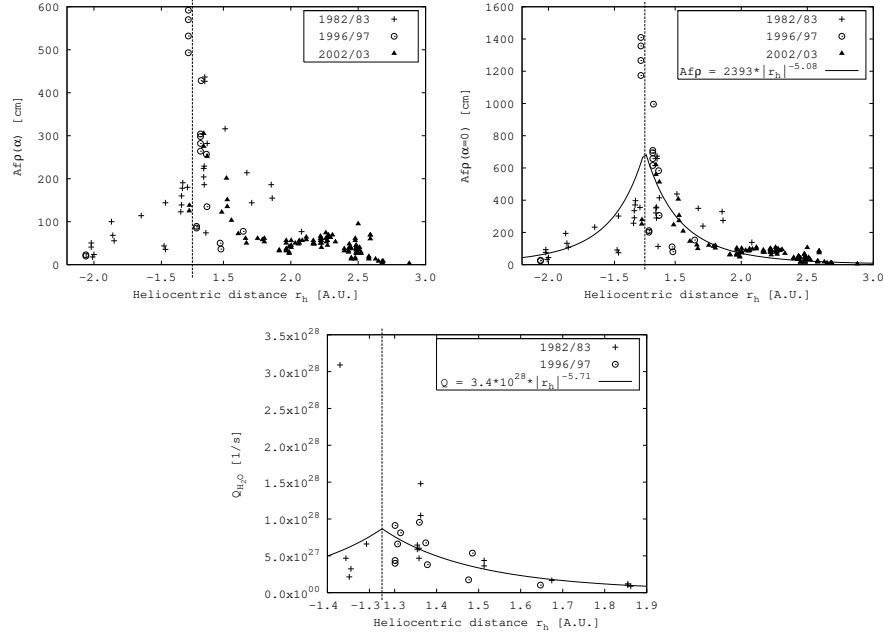 600
500
400
300
200
100
0
-2.0 -1.5 2.0 2.5 3.0
Heliocentric distance r_h [A.U.]
Afρ(α) [cm]
1982/83
1996/97
2002/03
1600
1400
1200
1000
800
600
400
200
0
-2.0 -1.5 1.5 2.0 2.5 3.0
Heliocentric distance r_h [A.U.]
Afρ(α=0) [cm]
1982/83
1996/97
2002/03
Afρ = 2393*|r_h|^-5.08
3.5x10^28
3.0x10^28
2.5x10^28
2.0x10^28
1.5x10^28
1.0x10^28
5.0x10^27
0.0x10^00
-1.4 -1.3 1.3 1.4 1.5 1.6 1.7 1.8 1.9
Heliocentric distance r_h [A.U.]
Q_H2O [1/s]
1982/83
1996/97
Q = 3.4*10^28*|r_h|^-5.71